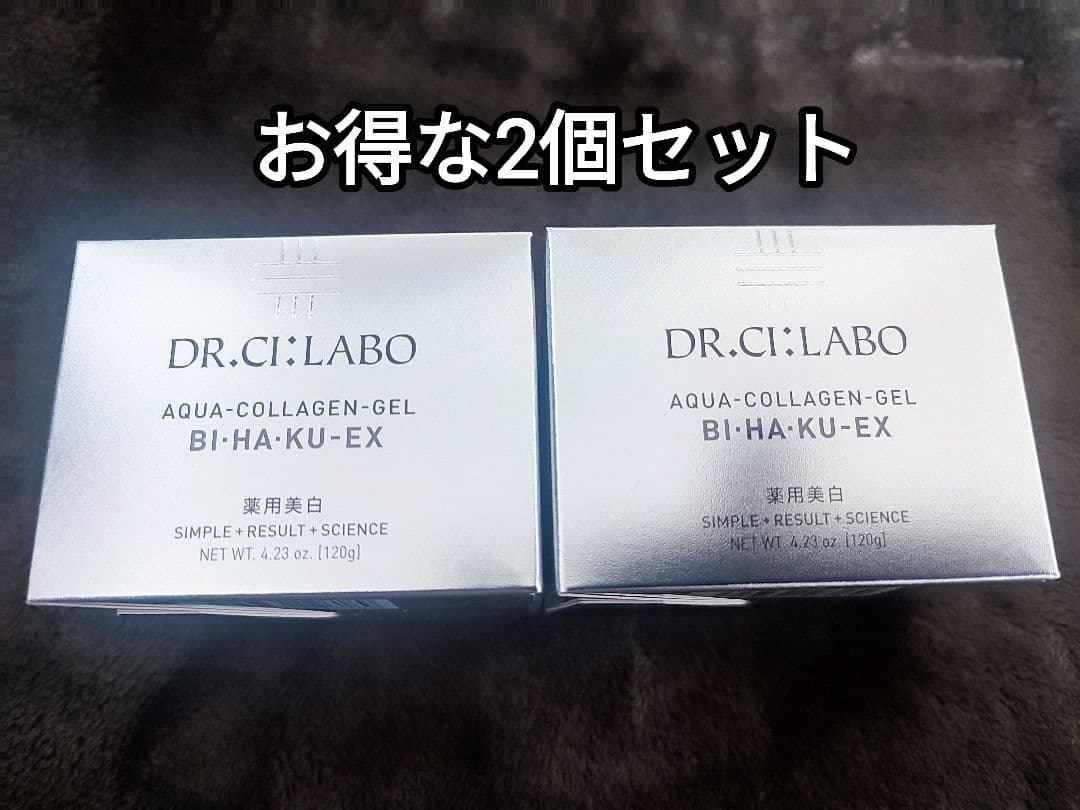 お得な2個セット
DR.CI:LABO
AQUA-COLLAGEN-GEL
BI・HA・KU-EX
薬用美白
SIMPLE+RESULT+SCIENCE
NET WT. 4.23 oz. [120g]
DR.CI:LABO
AQUA-COLLAGEN-GEL
BI・HA・KU-EX
薬用美白
SIMPLE+RESULT+SCIENCE
NET WT. 4.23 oz. [120g]